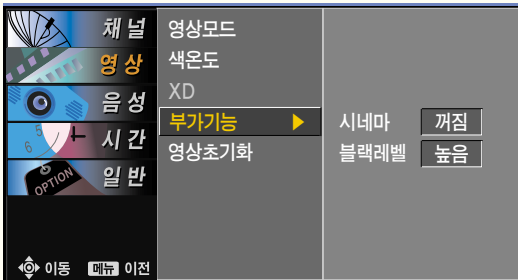 채널
영상
음성
시간
일반
OPTION
5
6
이동 메뉴 이전
영상모드
색온도
XD
부가기능 ▶
영상초기화
시네마 꺼짐
블랙레벨 높음